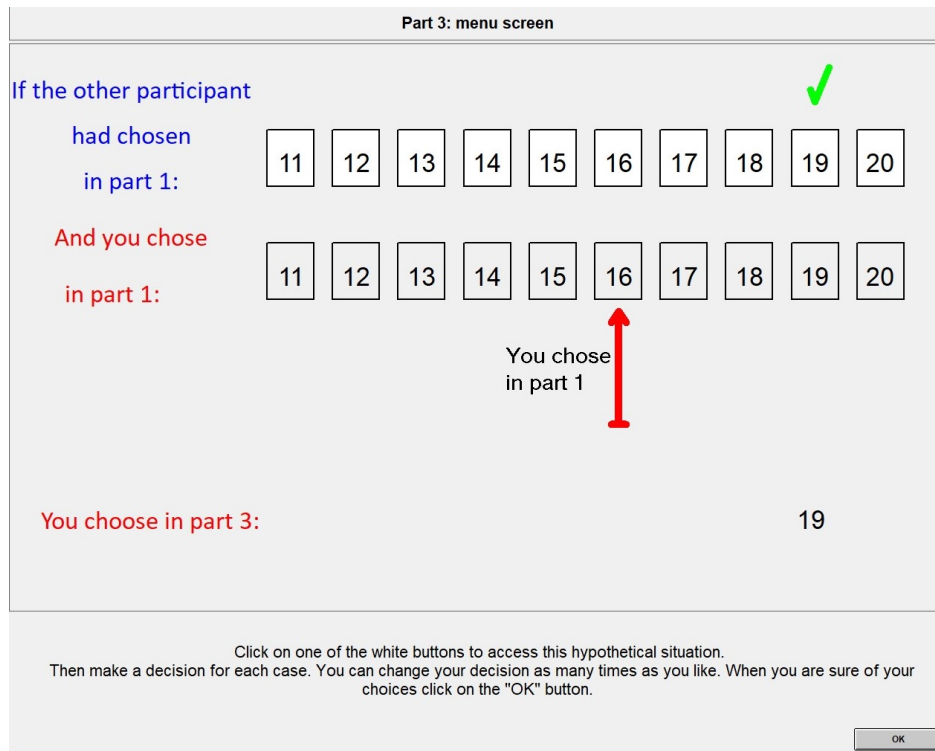 Part 3: menu screen
If the other participant
had chosen
in part 1:
11 12 13 14 15 16 17 18 19 20
And you chose
in part 1:
11 12 13 14 15 16 17 18 19 20
You chose
in part 1
You choose in part 3:
19
Click on one of the white buttons to access this hypothetical situation.
Then make a decision for each case. You can change your decision as many times as you like. When you are sure of your
choices click on the "OK" button.
OK